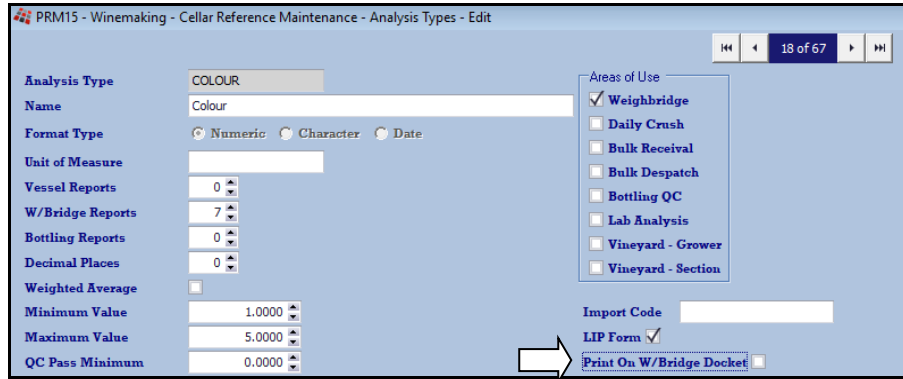 PRM15 - Winemaking - Cellar Reference Maintenance - Analysis Types - Edit
18 of 67
Analysis Type COLOUR
Name Colour
Format Type Numeric Character Date
Unit of Measure
Vessel Reports 0
W/Bridge Reports 7
Bottling Reports 0
Decimal Places 0
Weighted Average
Minimum Value 1.0000
Maximum Value 5.0000
QC Pass Minimum 0.0000
Areas of Use
Weighbridge
Daily Crush
Bulk Receival
Bulk Despatch
Bottling QC
Lab Analysis
Vineyard - Grower
Vineyard - Section
Import Code
LIP Form
Print On W/Bridge Docket